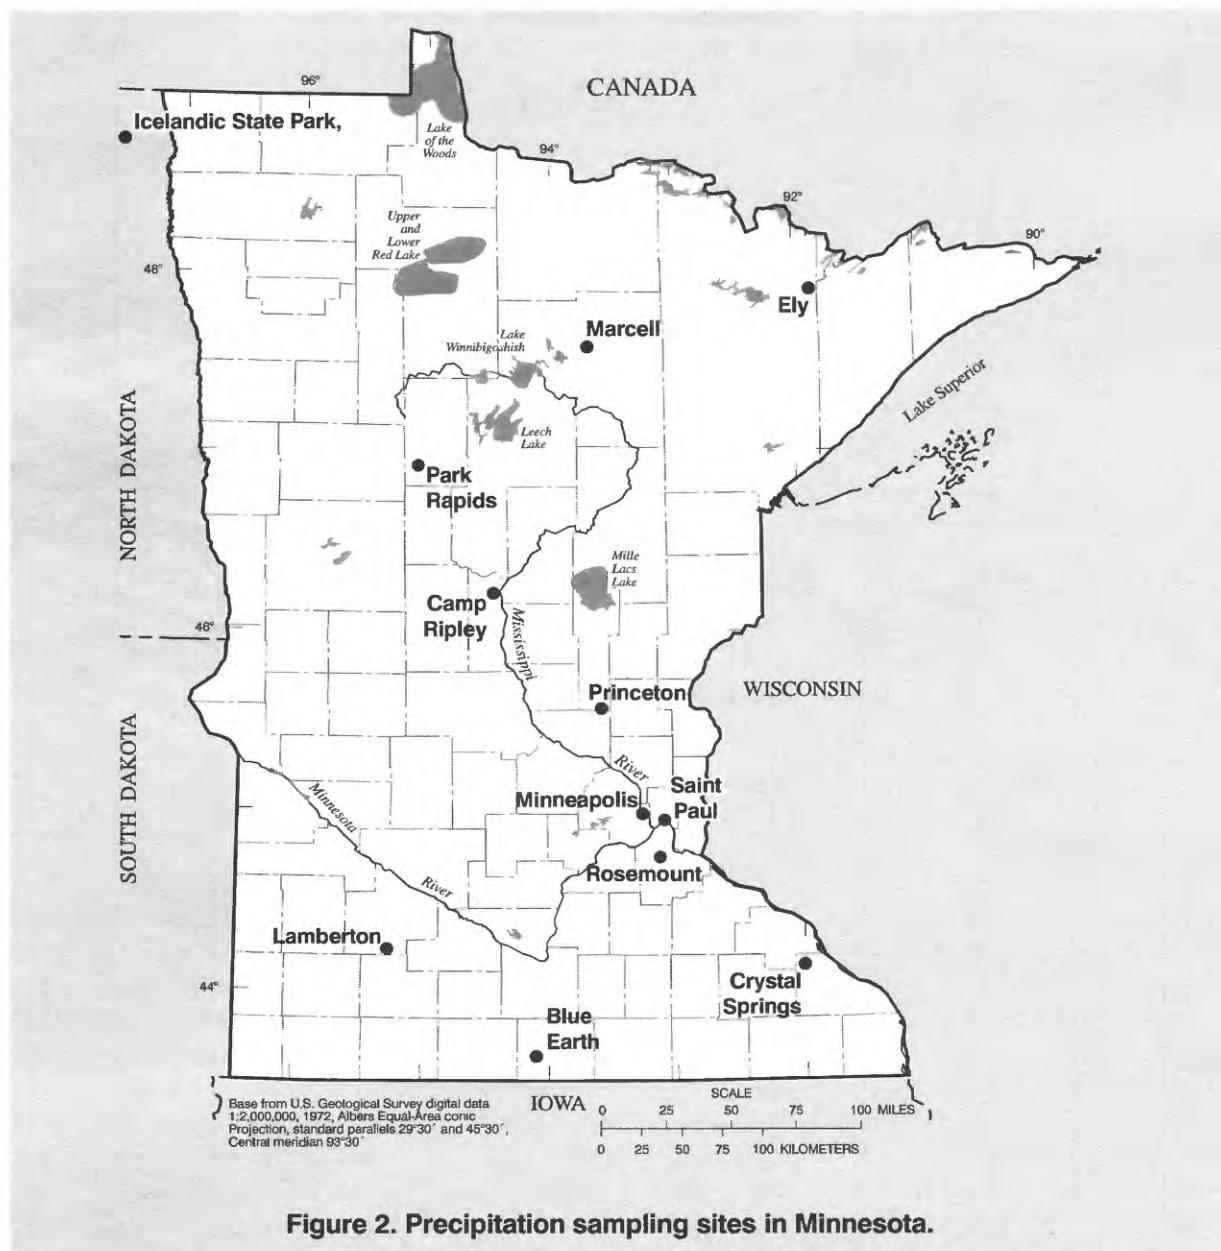 CANADA
96°
Icelandic State Park,
Lake
of the
Woods
94°
92°
90°
Upper
and
Lower
Red Lake
48°
Ely
Marcell
Lake
Winnibigoshish
Lake Superior
Leech
Lake
NORTH DAKOTA
Park
Rapids
Mille
Lacs
Lake
Camp
Ripley
46°
Mississippi
WISCONSIN
Princeton
SOUTH DAKOTA
River
Saint
Paul
Minneapolis
Minnesota
Rosemount
River
Lamberton
Crystal
Springs
44°
Blue
Earth
IOWA
SCALE
0 25 50 75 100 MILES
0 25 50 75 100 KILOMETERS
Base from U.S. Geological Survey digital data
1:2,000,000, 1972, Albers Equal-Area conic
Projection, standard parallels 29°30´ and 45°30´,
Central meridian 93°30´
Figure 2. Precipitation sampling sites in Minnesota.